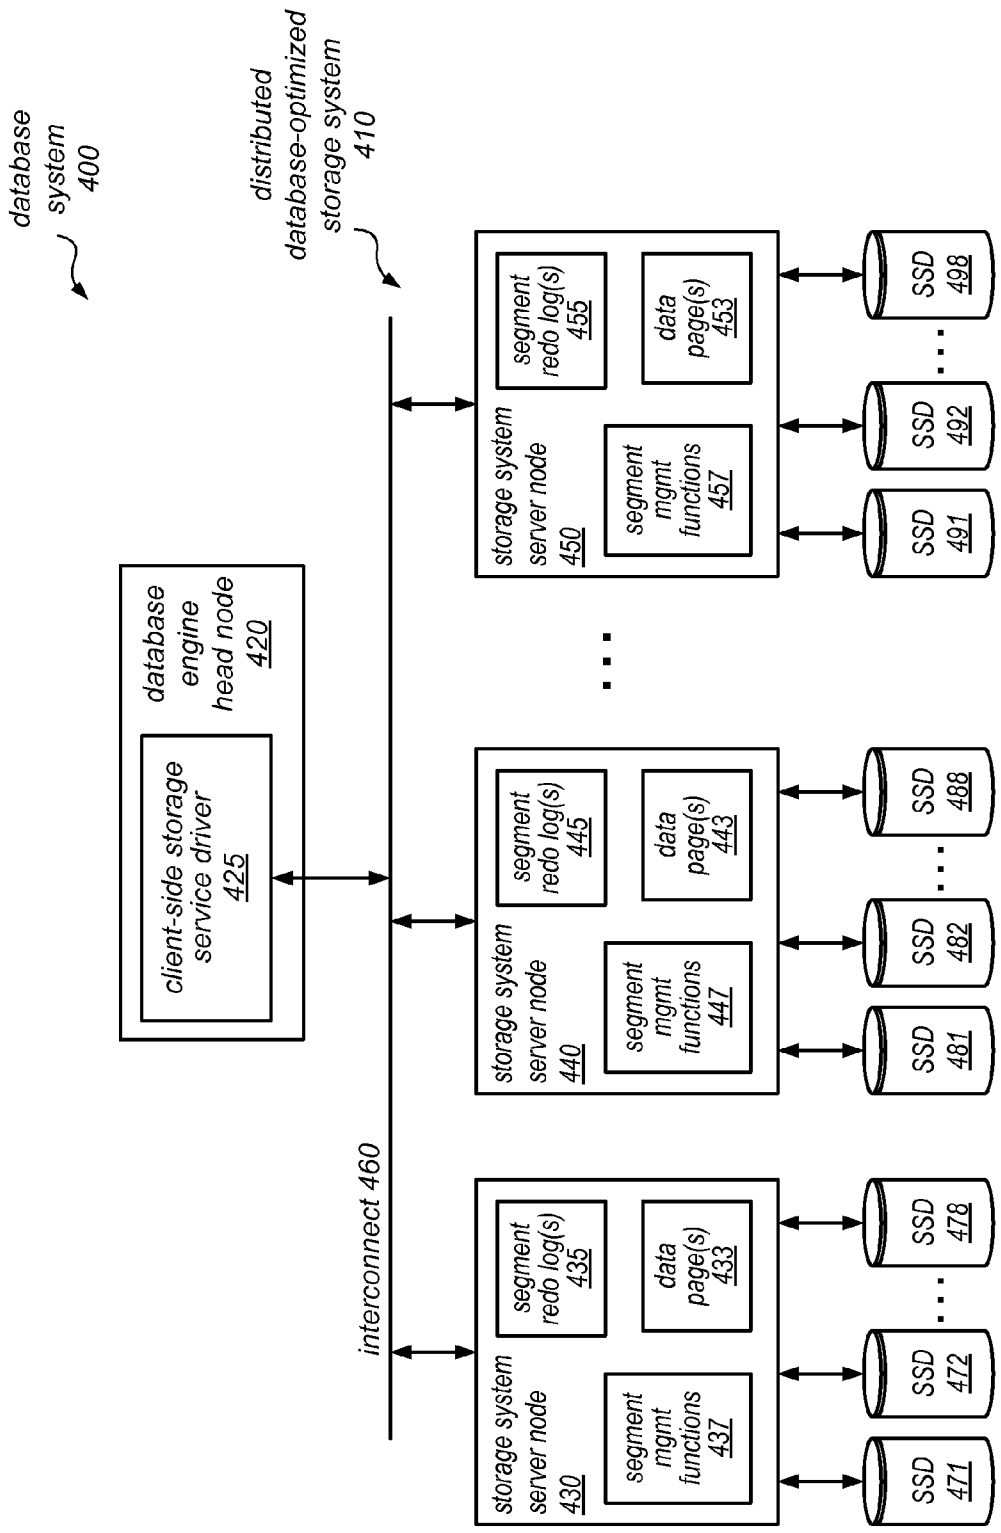 database
system
400
distributed
database-optimized
storage system
410
database
engine
head node
420
client-side storage
service driver
425
interconnect 460
storage system
server node
430
segment
redo log(s)
435
segment
mgmt
functions
437
data
page(s)
433
storage system
server node
440
segment
redo log(s)
445
segment
mgmt
functions
447
data
page(s)
443
...
storage system
server node
450
segment
redo log(s)
455
segment
mgmt
functions
457
data
page(s)
453
SSD
471
SSD
472
...
SSD
478
SSD
481
SSD
482
...
SSD
488
SSD
491
SSD
492
...
SSD
498